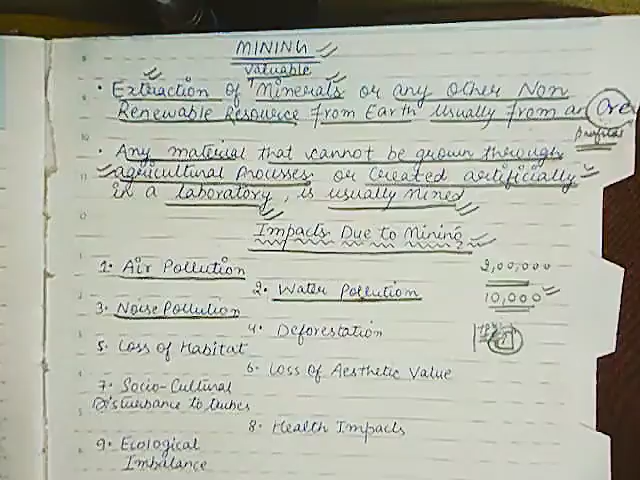 MINING
valuable
• Extraction of Minerals or any other Non
Renewable Resource from Earth usually from an Ore
profits
• Any material that cannot be grown through
agricultural processes or created artificially
in a laboratory, is usually mined
Impacts Due to Mining
1. Air Pollution
2,00,000
2. Water Pollution
10,000
3. Noise Pollution
4. Deforestation
5. Loss of Habitat
6. Loss of Aesthetic Value
7. Socio-Cultural
Disturbance to tribes
8. Health Impacts
9. Ecological
Imbalance